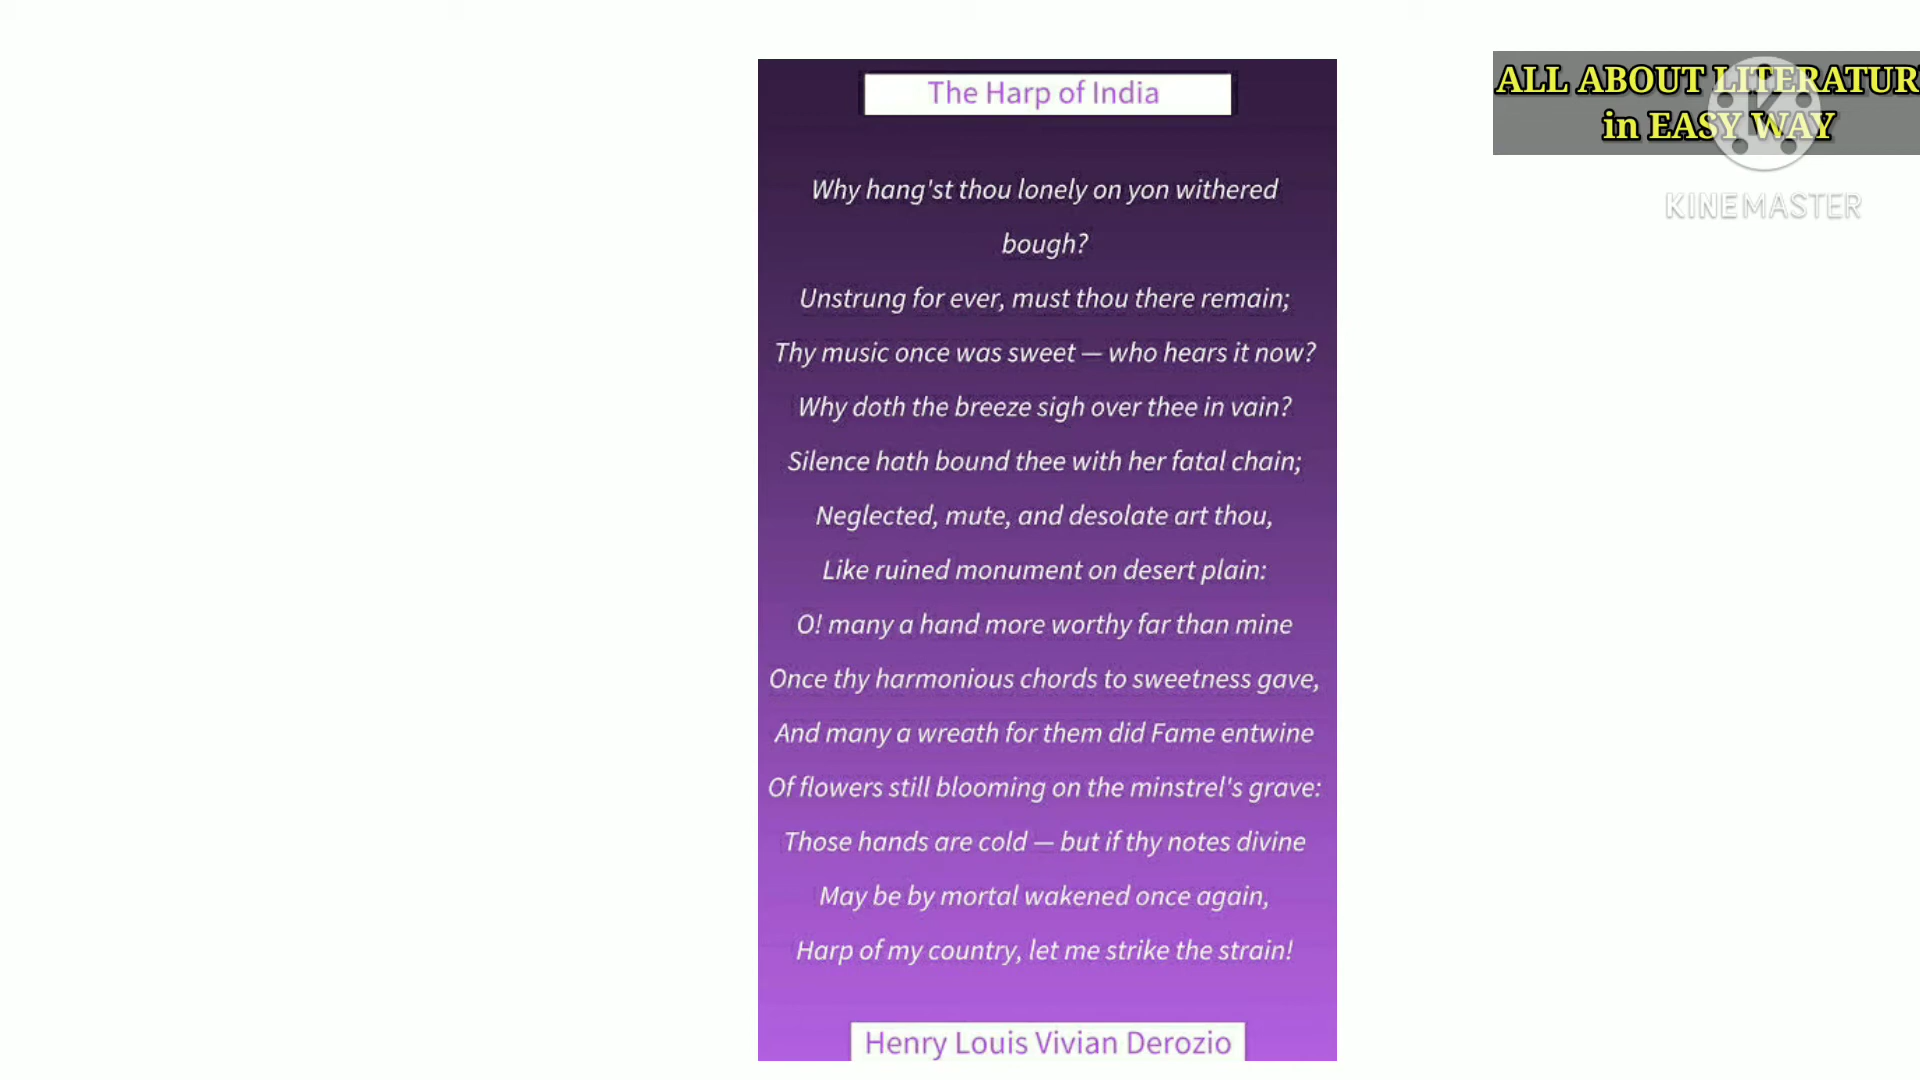 The Harp of India
Why hang'st thou lonely on yon withered
bough?
Unstrung for ever, must thou there remain;
Thy music once was sweet — who hears it now?
Why doth the breeze sigh over thee in vain?
Silence hath bound thee with her fatal chain;
Neglected, mute, and desolate art thou,
Like ruined monument on desert plain:
O! many a hand more worthy far than mine
Once thy harmonious chords to sweetness gave,
And many a wreath for them did Fame entwine
Of flowers still blooming on the minstrel's grave:
Those hands are cold — but if thy notes divine
May be by mortal wakened once again,
Harp of my country, let me strike the strain!
Henry Louis Vivian Derozio
ALL ABOUT LITERATUR
in EASY WAY
KINEMASTER